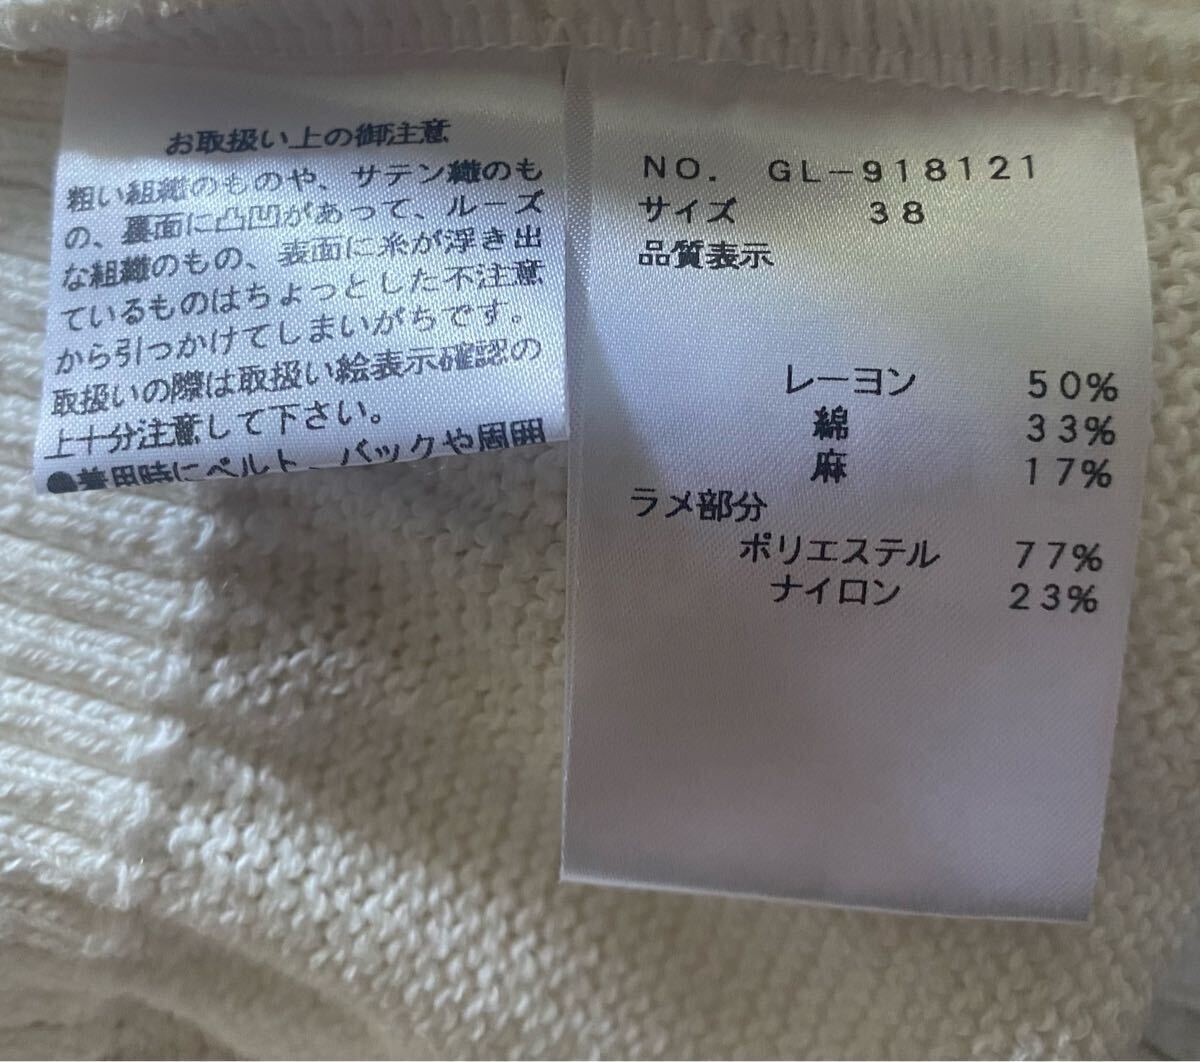 お取扱い上の御注意
粗い組織のものや、サテン織のも
の、裏面に凸凹があって、ルーズ
な組織のもの、表面に糸が浮き出
ているものはちょっとした不注意
から引つかけてしまいがちです。
取扱いの際は取扱い絵表示確認の
上十分注意して下さい。
●着用時にベルト、バックや周囲
NO. GL-918121
サイズ 38
品質表示
レーヨン 50%
綿 33%
麻 17%
ラメ部分
ポリエステル 77%
ナイロン 23%